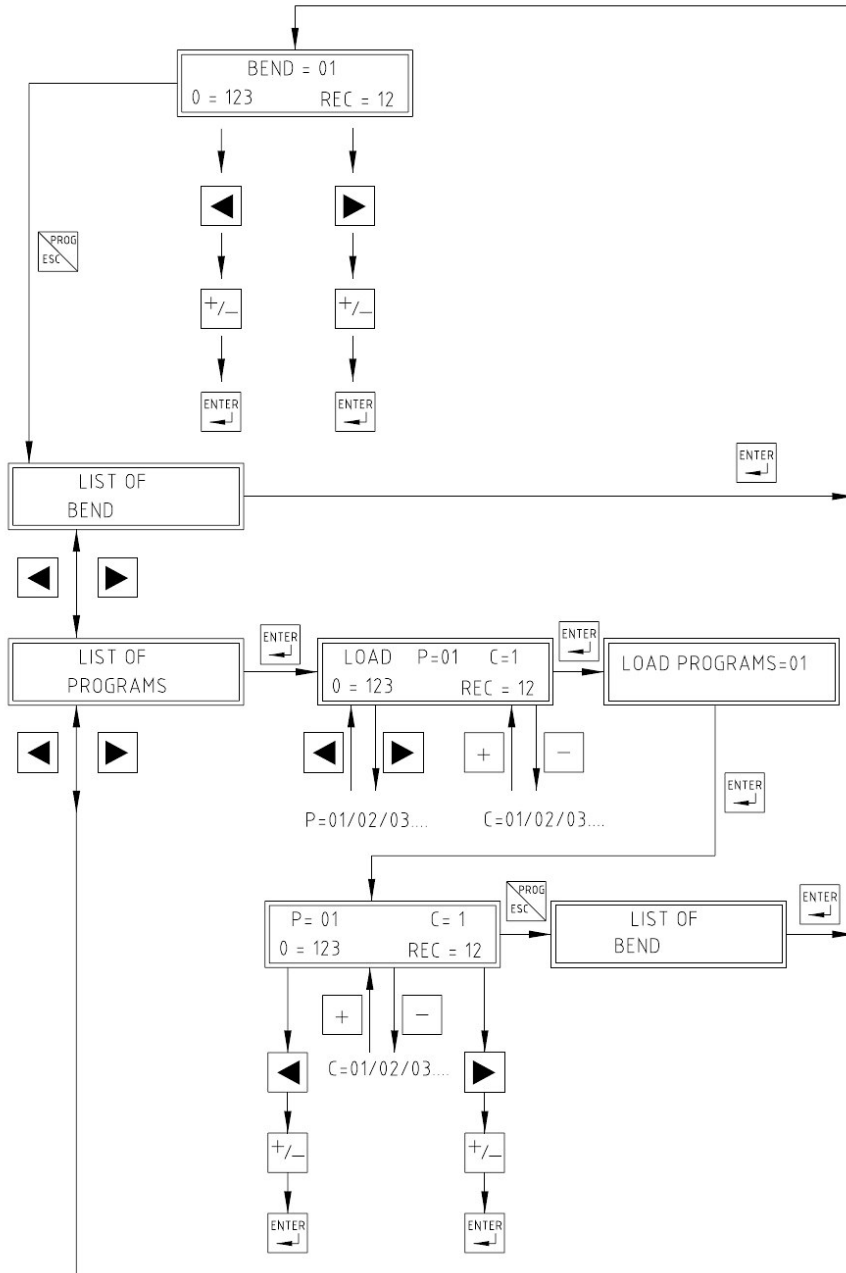 BEND = 01
0 = 123 REC = 12
PROG
ESC
+/-
+/-
ENTER
ENTER
LIST OF
BEND
ENTER
LIST OF
PROGRAMS
ENTER
LOAD P=01 C=1
0 = 123 REC = 12
ENTER
LOAD PROGRAMS=01
+ -
P=01/02/03....
C=01/02/03....
ENTER
P= 01 C= 1
0 = 123 REC = 12
PROG
ESC
LIST OF
BEND
ENTER
+ -
C=01/02/03....
+/-
+/-
ENTER
ENTER